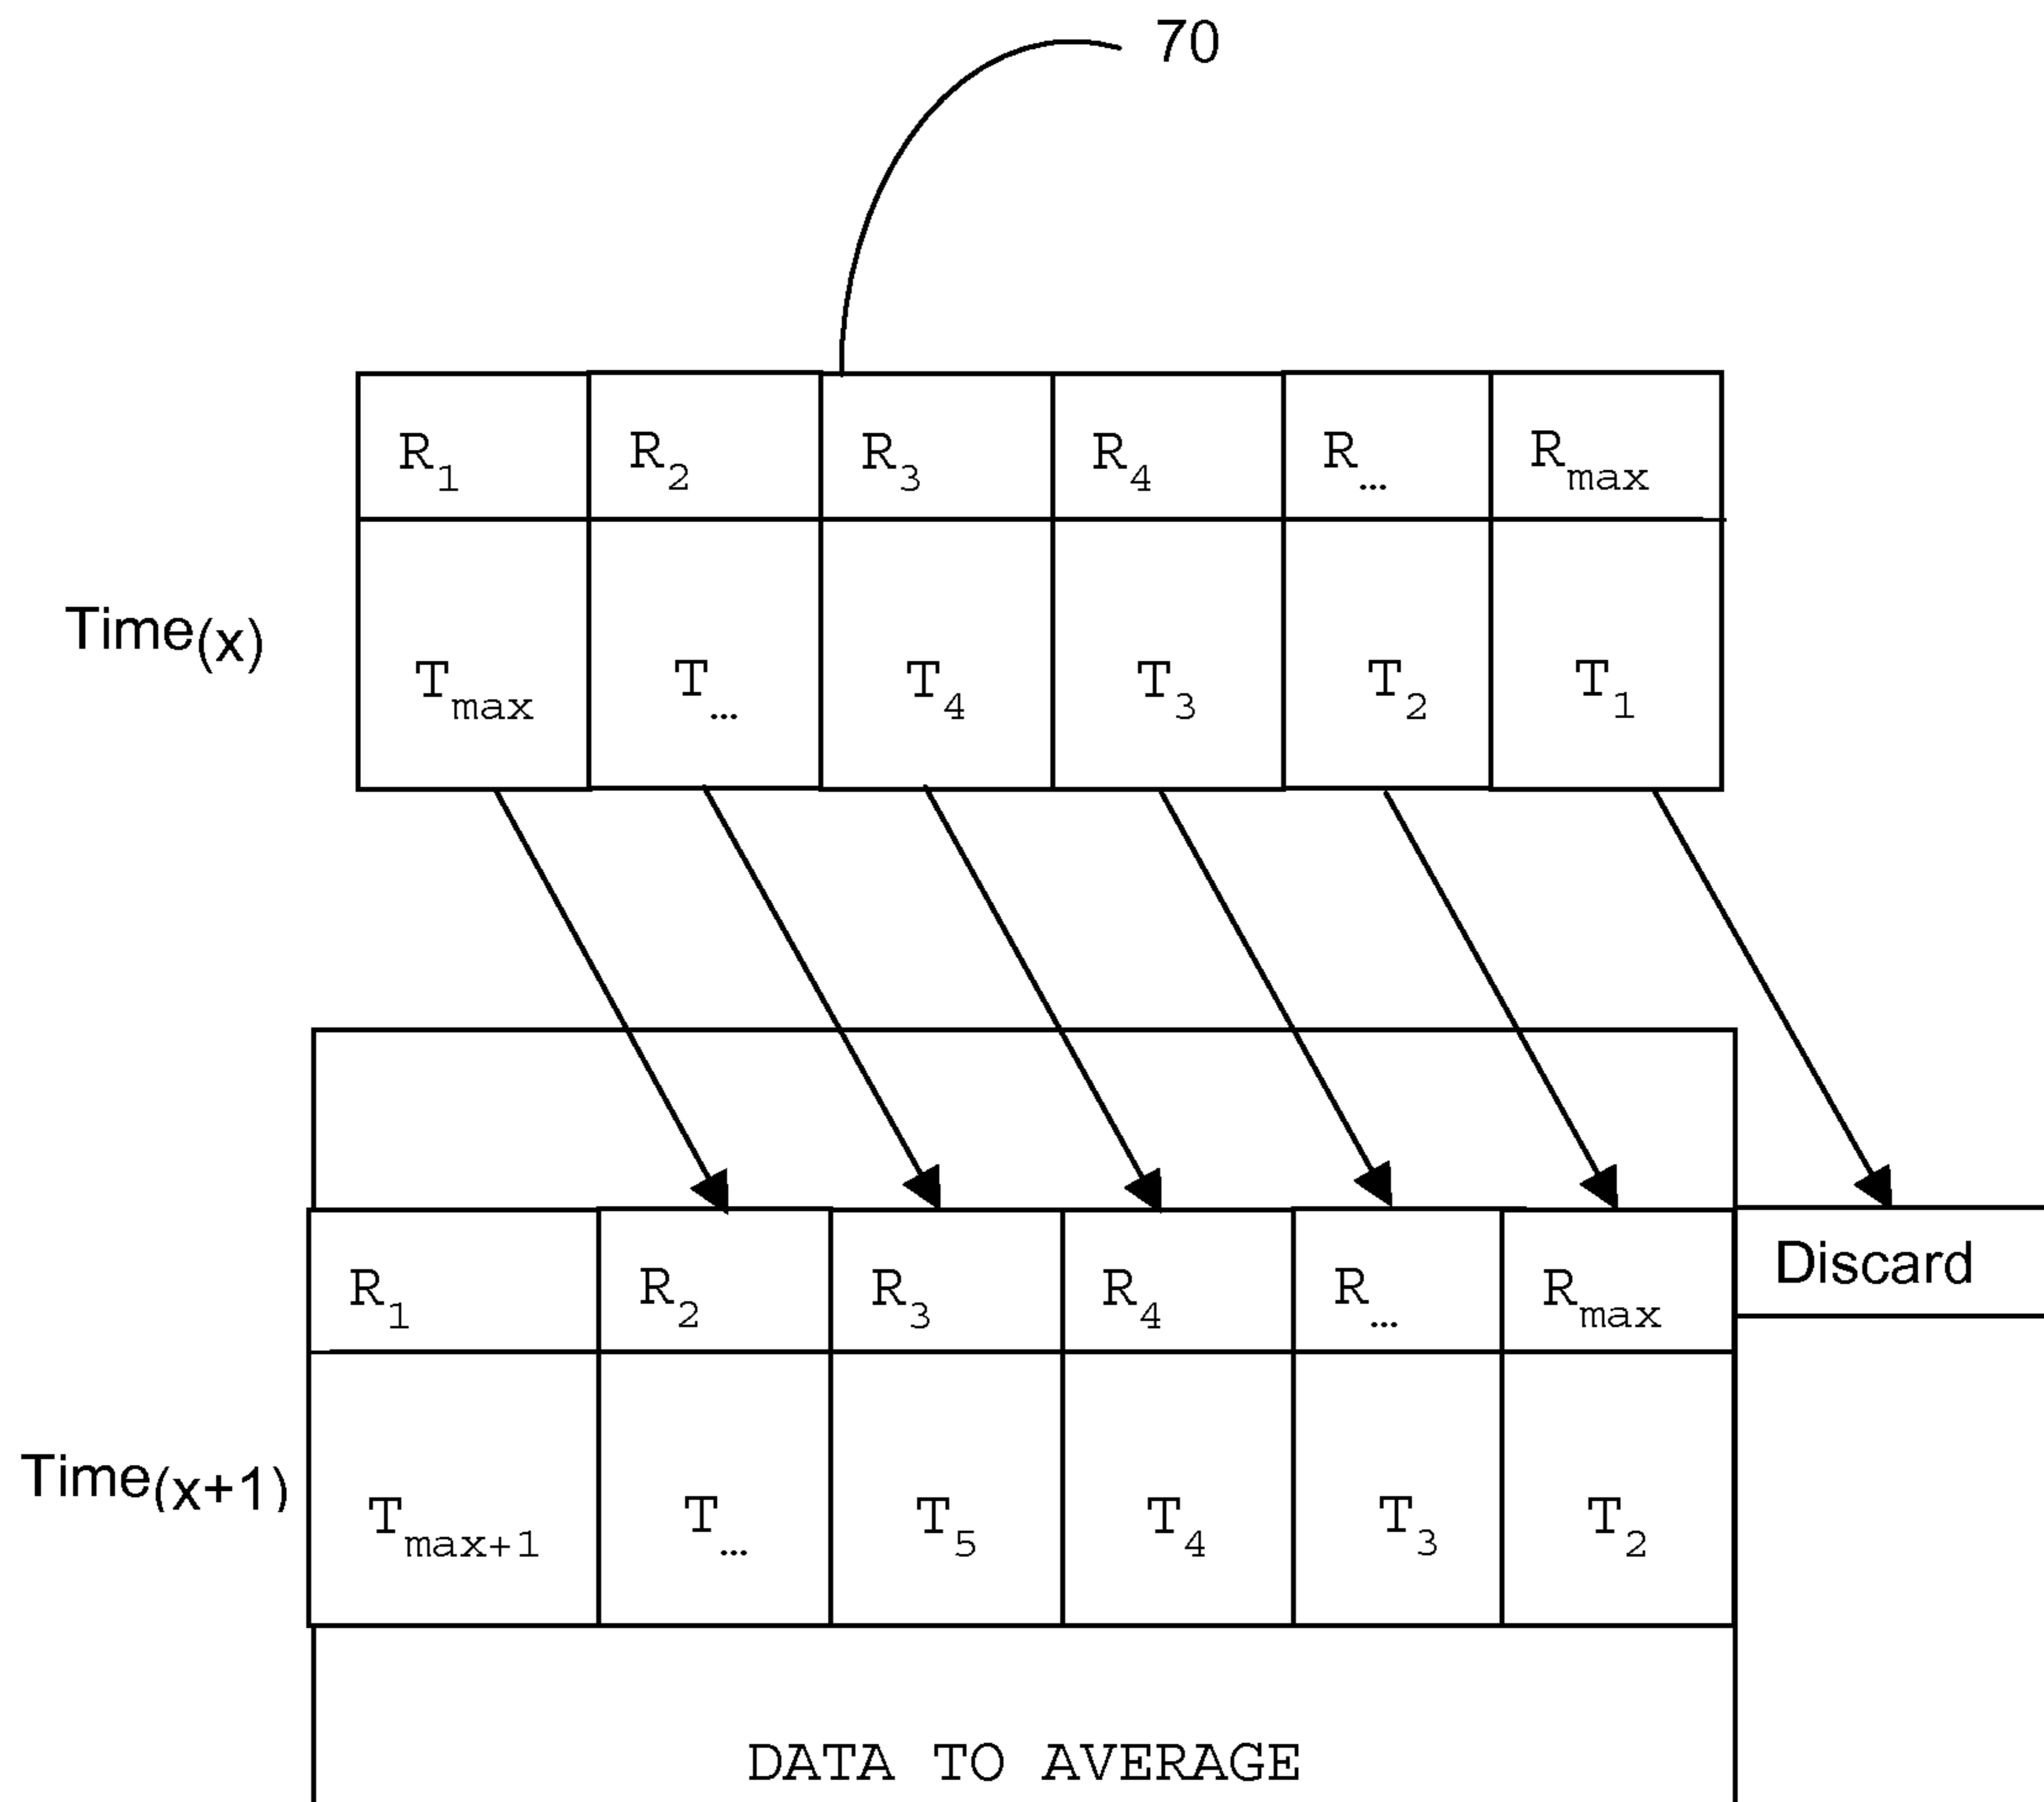 70
R1 R2 R3 R4 R… Rmax
Time(x)
Tmax T… T4 T3 T2 T1
R1 R2 R3 R4 R… Rmax Discard
Time(x+1)
Tmax+1 T… T5 T4 T3 T2
DATA TO AVERAGE